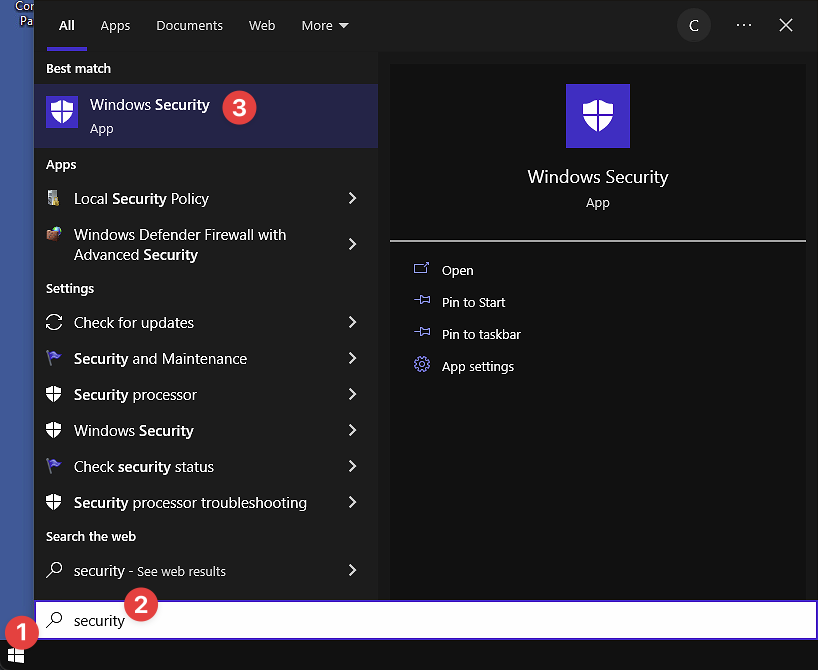 All Apps Documents Web More C ...
Best match
Windows Security
App
3
Apps
Local Security Policy
Windows Defender Firewall with
Advanced Security
Settings
Check for updates
Security and Maintenance
Security processor
Windows Security
Check security status
Security processor troubleshooting
Search the web
security - See web results
2
security
1
Windows Security
App
Open
Pin to Start
Pin to taskbar
App settings